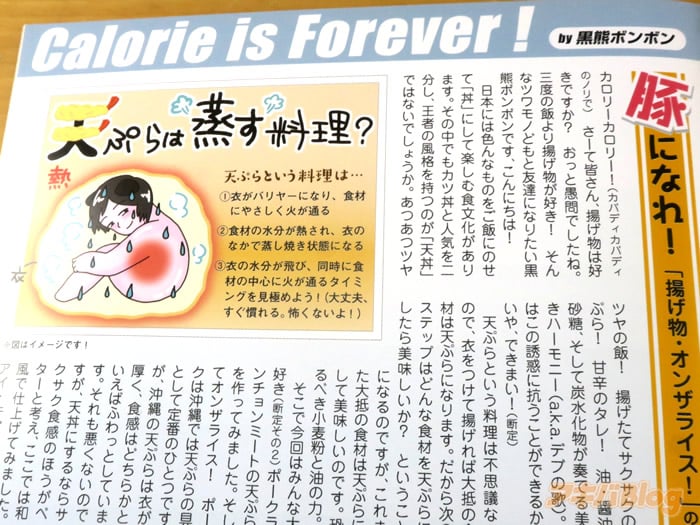 Calorie is Forever !
by 黒熊ボンボン
豚になれ!
「揚げ物・オンザライス!
天ぷらは蒸す料理?
熱
天ぷらという料理は…
①衣がバリヤーになり、食材
にやさしく火が通る
②食材の水分が熱され、衣の
なかで蒸し焼き状態になる
③衣の水分が飛び、同時に食
材の中心に火が通るタイミ
ングを見極めよう!(大丈夫、
すぐ慣れる。怖くないよ!)
衣
※図はイメージです!
カロリーカロリー!(カバディカバディ
のノリで) さーて皆さん、揚げ物は好
きですか? おっと愚問でしたね。
三度の飯より揚げ物が好き! そん
なツワモノどもと友達になりたい黒
熊ボンボンです、こんにちは!
日本には色んなものをご飯にのせ
て「丼」にして楽しむ食文化があり
ます。その中でもカツ丼と人気を二
分し、王者の風格を持つのが「天丼」
ではないでしょうか。あつあつツヤ
ツヤの飯! 揚げたてサクサク
ぷら! 甘辛のタレ! 油、醤油
砂糖、そして炭水化物が奏でる美
きハーモニー(a.k.a.デブの歌)
はこの誘惑に抗うことができるか
いや、できまい!(断定)
天ぷらという料理は不思議な
ので、衣をつけて揚げれば大抵の
材は天ぷらになります。だから次の
ステップはどんな食材を天ぷらに
したら美味しいか? ということ
になるのですが、これま
た大抵の食材は天ぷらに
して美味しいのです。恐
るべき小麦粉と油の力。
そこで今回はみんな大
好き(断定その2)ポークラ
ンチョンミートの天ぷら
を作ってみました。そし
てオンザライス! ポー
クは沖縄では天ぷらの具
として定番のひとつです
が、沖縄の天ぷらは衣が
厚く、食感はどちらかと
いえばふわっとしていま
す。それも悪くないので
すが、天丼にするならサ
クサク食感のほうがベ
ターと考え、ここでは和
風で仕上げてみました。